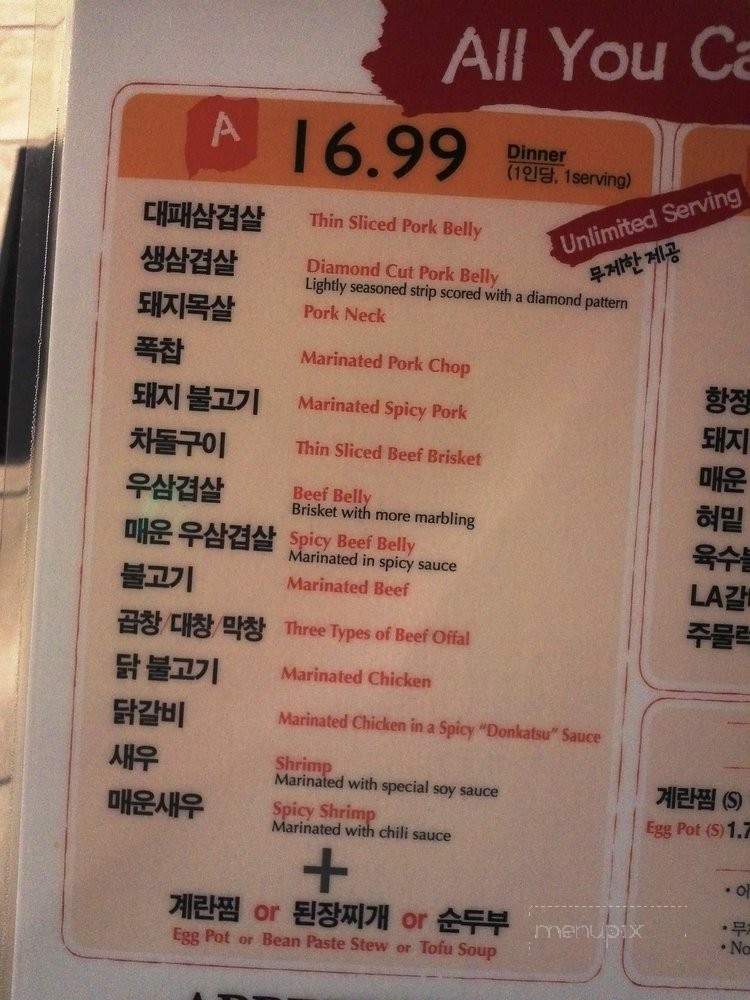 All You Ca
A 16.99 Dinner
(1인당, 1serving)
Unlimited Serving
무제한 제공
대패삼겹살 Thin Sliced Pork Belly
생삼겹살 Diamond Cut Pork Belly
Lightly seasoned strip scored with a diamond pattern
돼지목살 Pork Neck
폭찹 Marinated Pork Chop
돼지 불고기 Marinated Spicy Pork
차돌구이 Thin Sliced Beef Brisket
우삼겹살 Beef Belly
Brisket with more marbling
매운 우삼겹살 Spicy Beef Belly
Marinated in spicy sauce
불고기 Marinated Beef
곱창/대창/막창 Three Types of Beef Offal
닭 불고기 Marinated Chicken
닭갈비 Marinated Chicken in a Spicy "Donkatsu" Sauce
새우 Shrimp
Marinated with special soy sauce
매운새우 Spicy Shrimp
Marinated with chili sauce
+
계란찜 or 된장찌개 or 순두부
Egg Pot or Bean Paste Stew or Tofu Soup
항정
돼지
매운
혀밑
육수불
LA갈비
주물럭
계란찜 (S)
Egg Pot (S) 1.7
• No
menupix